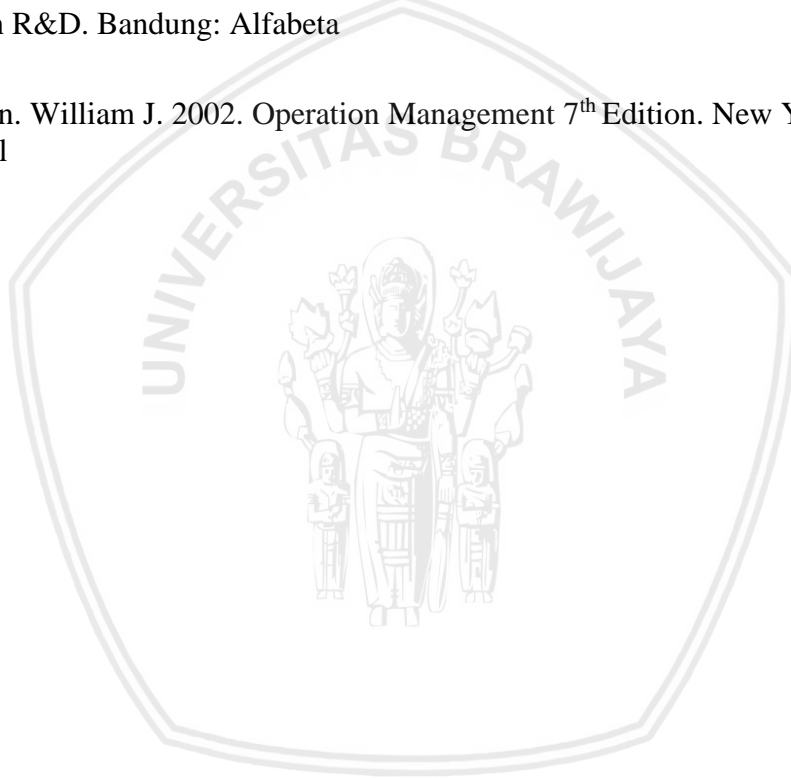 n R&D. Bandung: Alfabeta
n. William J. 2002. Operation Management 7th Edition. New Y
l
UNIVERSITAS BRAWIJAYA